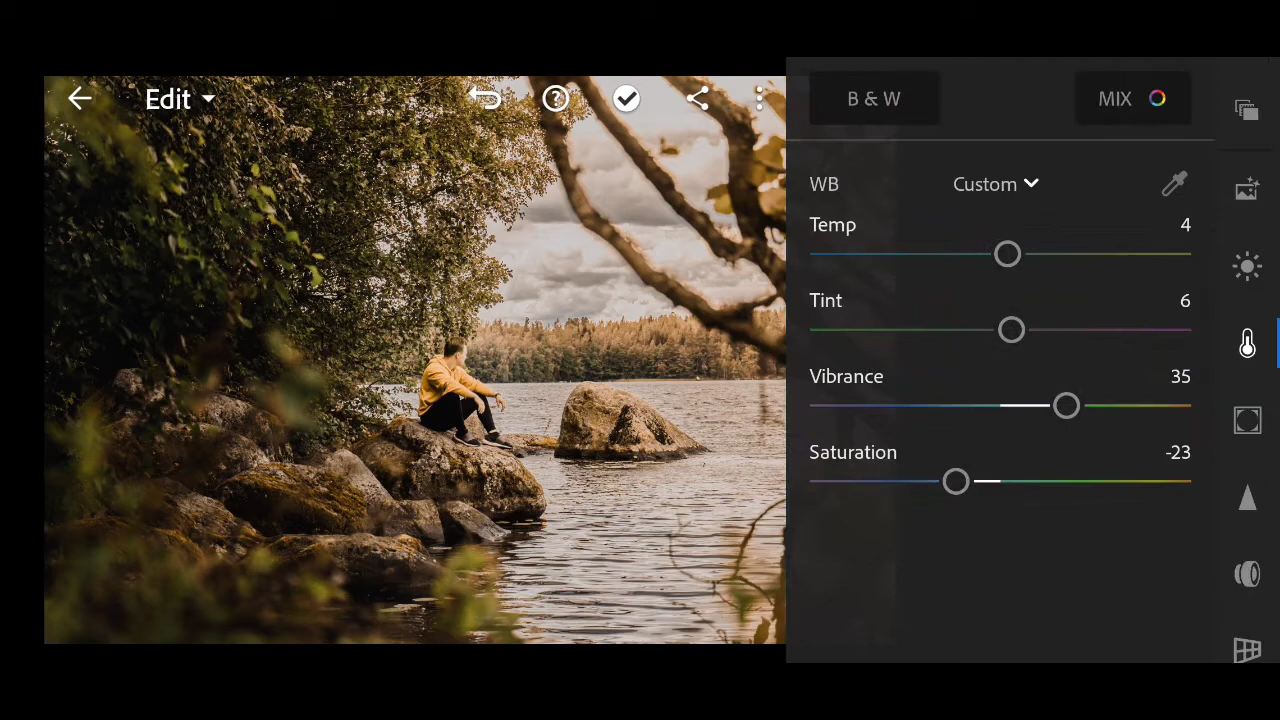 Edit
B & W
MIX
WB
Custom
Temp
4
Tint
6
Vibrance
35
Saturation
-23